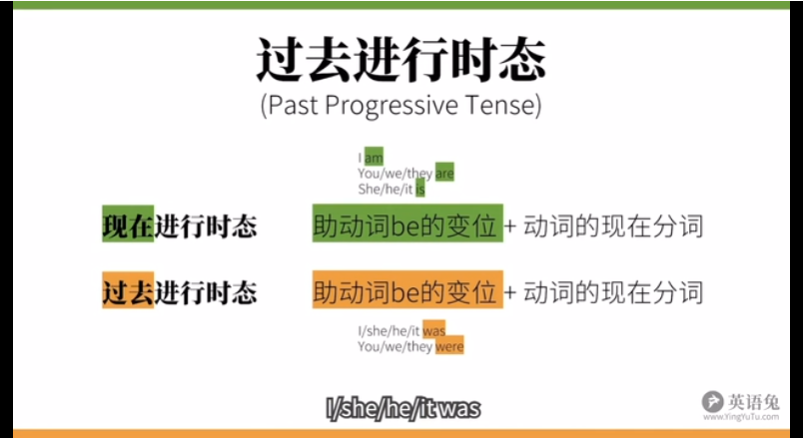 过去进行时态
(Past Progressive Tense)
I am
You/we/they are
She/he/it is
现在进行时态 助动词be的变位 + 动词的现在分词
过去进行时态 助动词be的变位 + 动词的现在分词
I/she/he/it was
You/we/they were
I/she/he/it was
英语兔
www.YingYuTu.com